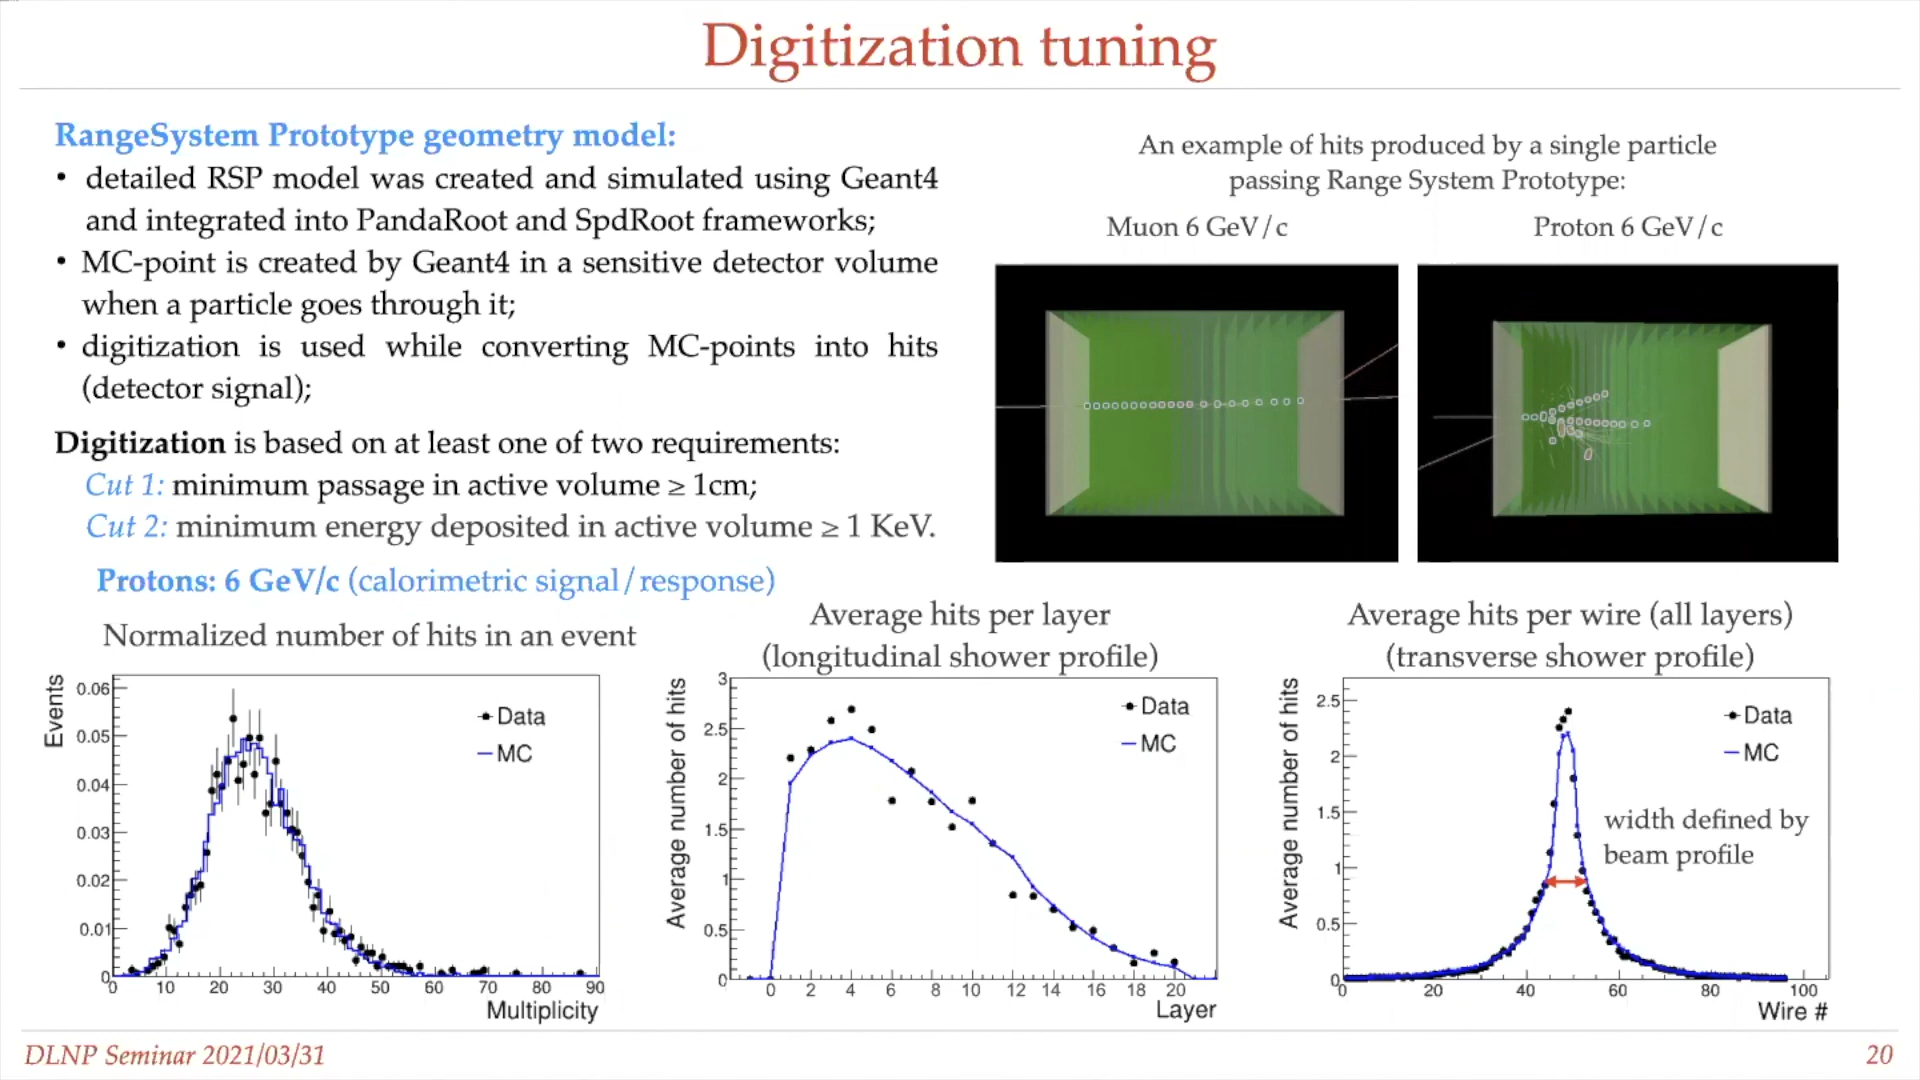 Digitization tuning
RangeSystem Prototype geometry model:
• detailed RSP model was created and simulated using Geant4
and integrated into PandaRoot and SpdRoot frameworks;
• MC-point is created by Geant4 in a sensitive detector volume
when a particle goes through it;
• digitization is used while converting MC-points into hits
(detector signal);
Digitization is based on at least one of two requirements:
Cut 1: minimum passage in active volume ≥ 1cm;
Cut 2: minimum energy deposited in active volume ≥ 1 KeV.
An example of hits produced by a single particle
passing Range System Prototype:
Muon 6 GeV/c
Proton 6 GeV/c
Protons: 6 GeV/c (calorimetric signal/response)
Normalized number of hits in an event
Events
0.06
0.05
0.04
0.03
0.02
0.01
0
Data
MC
0 10 20 30 40 50 60 70 80 90
Multiplicity
Average hits per layer
(longitudinal shower profile)
Average number of hits
3
2.5
2
1.5
1
0.5
0
Data
MC
0 2 4 6 8 10 12 14 16 18 20
Layer
Average hits per wire (all layers)
(transverse shower profile)
Average number of hits
2.5
2
1.5
1
0.5
0
Data
MC
width defined by
beam profile
0 20 40 60 80 100
Wire #
DLNP Seminar 2021/03/31
20